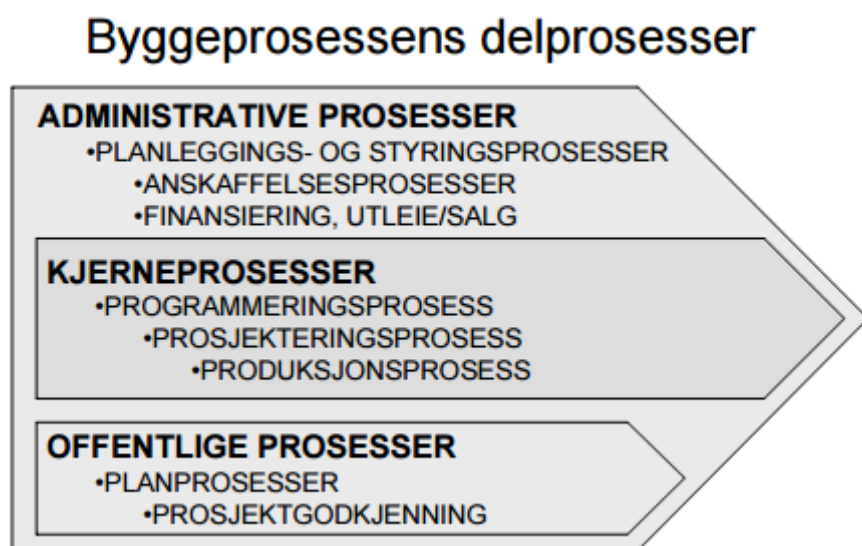 Byggeprosessens delprosesser
ADMINISTRATIVE PROSESSER
•PLANLEGGINGS- OG STYRINGSPROSESSER
•ANSKAFFELSESPROSESSER
•FINANSIERING, UTLEIE/SALG
KJERNEPROSESSER
•PROGRAMMERINGSPROSESS
•PROSJEKTERINGSPROSESS
•PRODUKSJONSPROSESS
OFFENTLIGE PROSESSER
•PLANPROSESSER
•PROSJEKTGODKJENNING